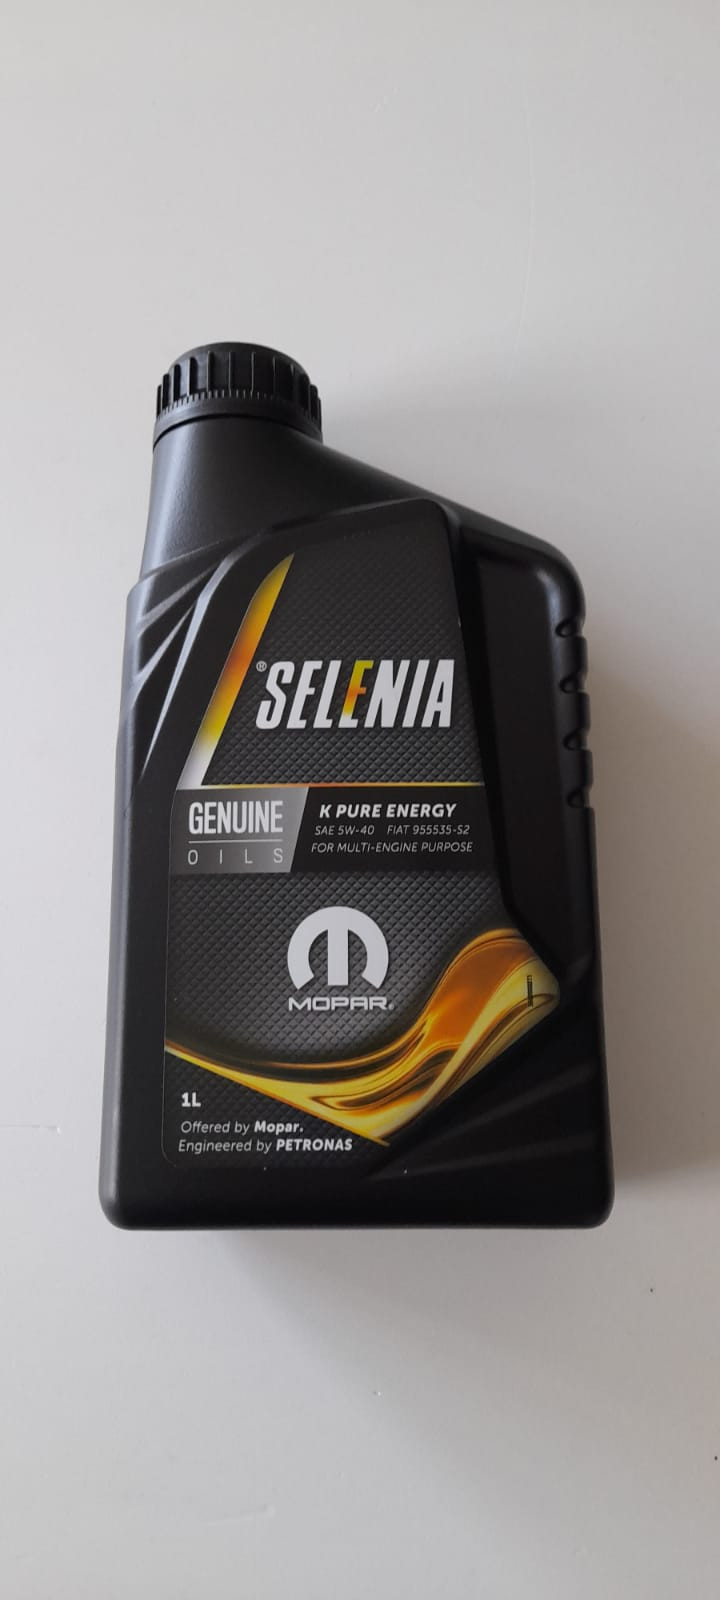 ® SELENIA
GENUINE
OILS
K PURE ENERGY
SAE 5W-40 FIAT 955535-S2
FOR MULTI-ENGINE PURPOSE
MOPAR®
1L
Offered by Mopar.
Engineered by PETRONAS